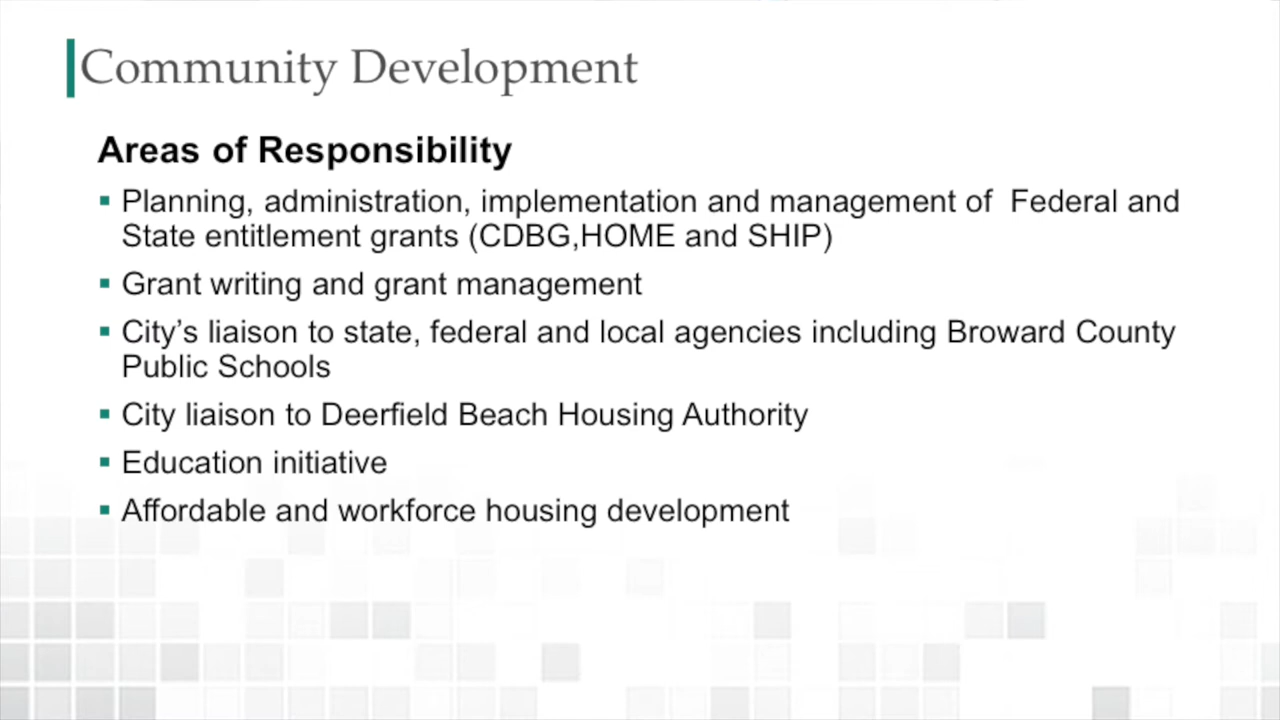 Community Development
Areas of Responsibility
▪ Planning, administration, implementation and management of  Federal and
State entitlement grants (CDBG,HOME and SHIP)
▪ Grant writing and grant management
▪ City’s liaison to state, federal and local agencies including Broward County
Public Schools
▪ City liaison to Deerfield Beach Housing Authority
▪ Education initiative
▪ Affordable and workforce housing development